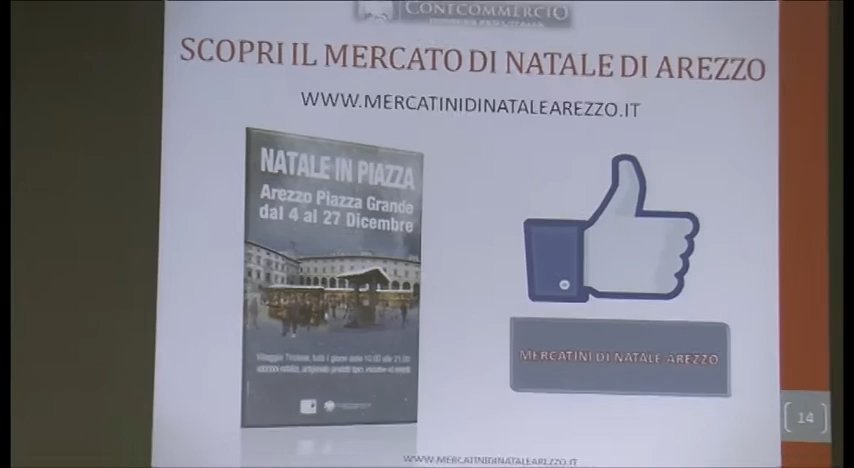 CONFCOMMERCIO
SCOPRI IL MERCATO DI NATALE DI AREZZO
WWW.MERCATINIDINATALEAREZZO.IT
NATALE IN PIAZZA
Arezzo Piazza Grande
dal 4 al 27 Dicembre
MERCATINI DI NATALE AREZZO
14
WWW.MERCATINIDINATALEAREZZO.IT